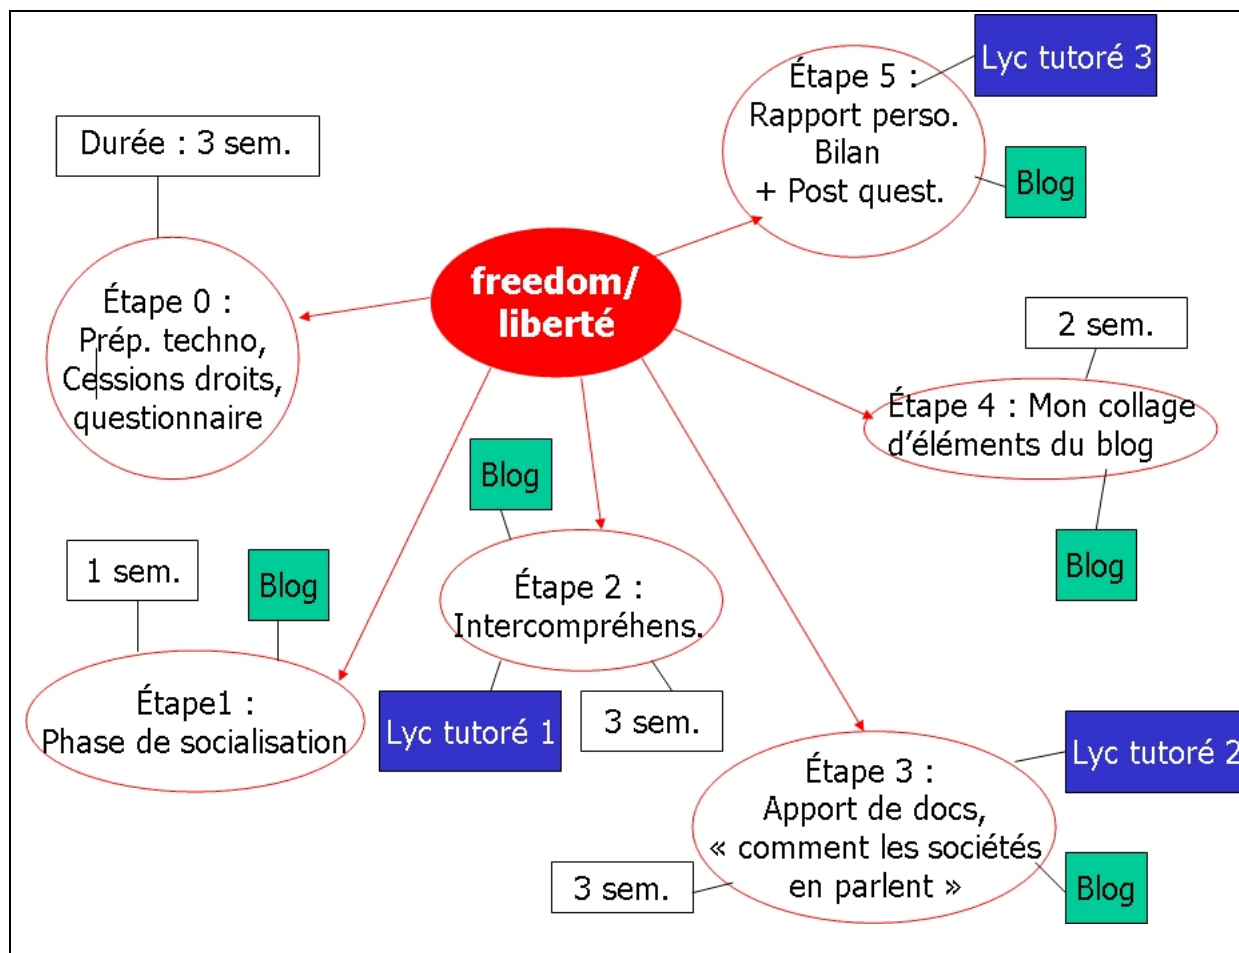 freedom/
liberté
Durée : 3 sem.
Étape 0 :
Prép. techno,
Cessions droits,
questionnaire
1 sem.
Blog
Étape1 :
Phase de socialisation
Blog
Étape 2 :
Intercompréhens.
Lyc tutoré 1
3 sem.
Étape 3 :
Apport de docs,
« comment les sociétés
en parlent »
Lyc tutoré 2
3 sem.
Blog
2 sem.
Étape 4 : Mon collage
d’éléments du blog
Blog
Étape 5 :
Rapport perso.
Bilan
+ Post quest.
Lyc tutoré 3
Blog